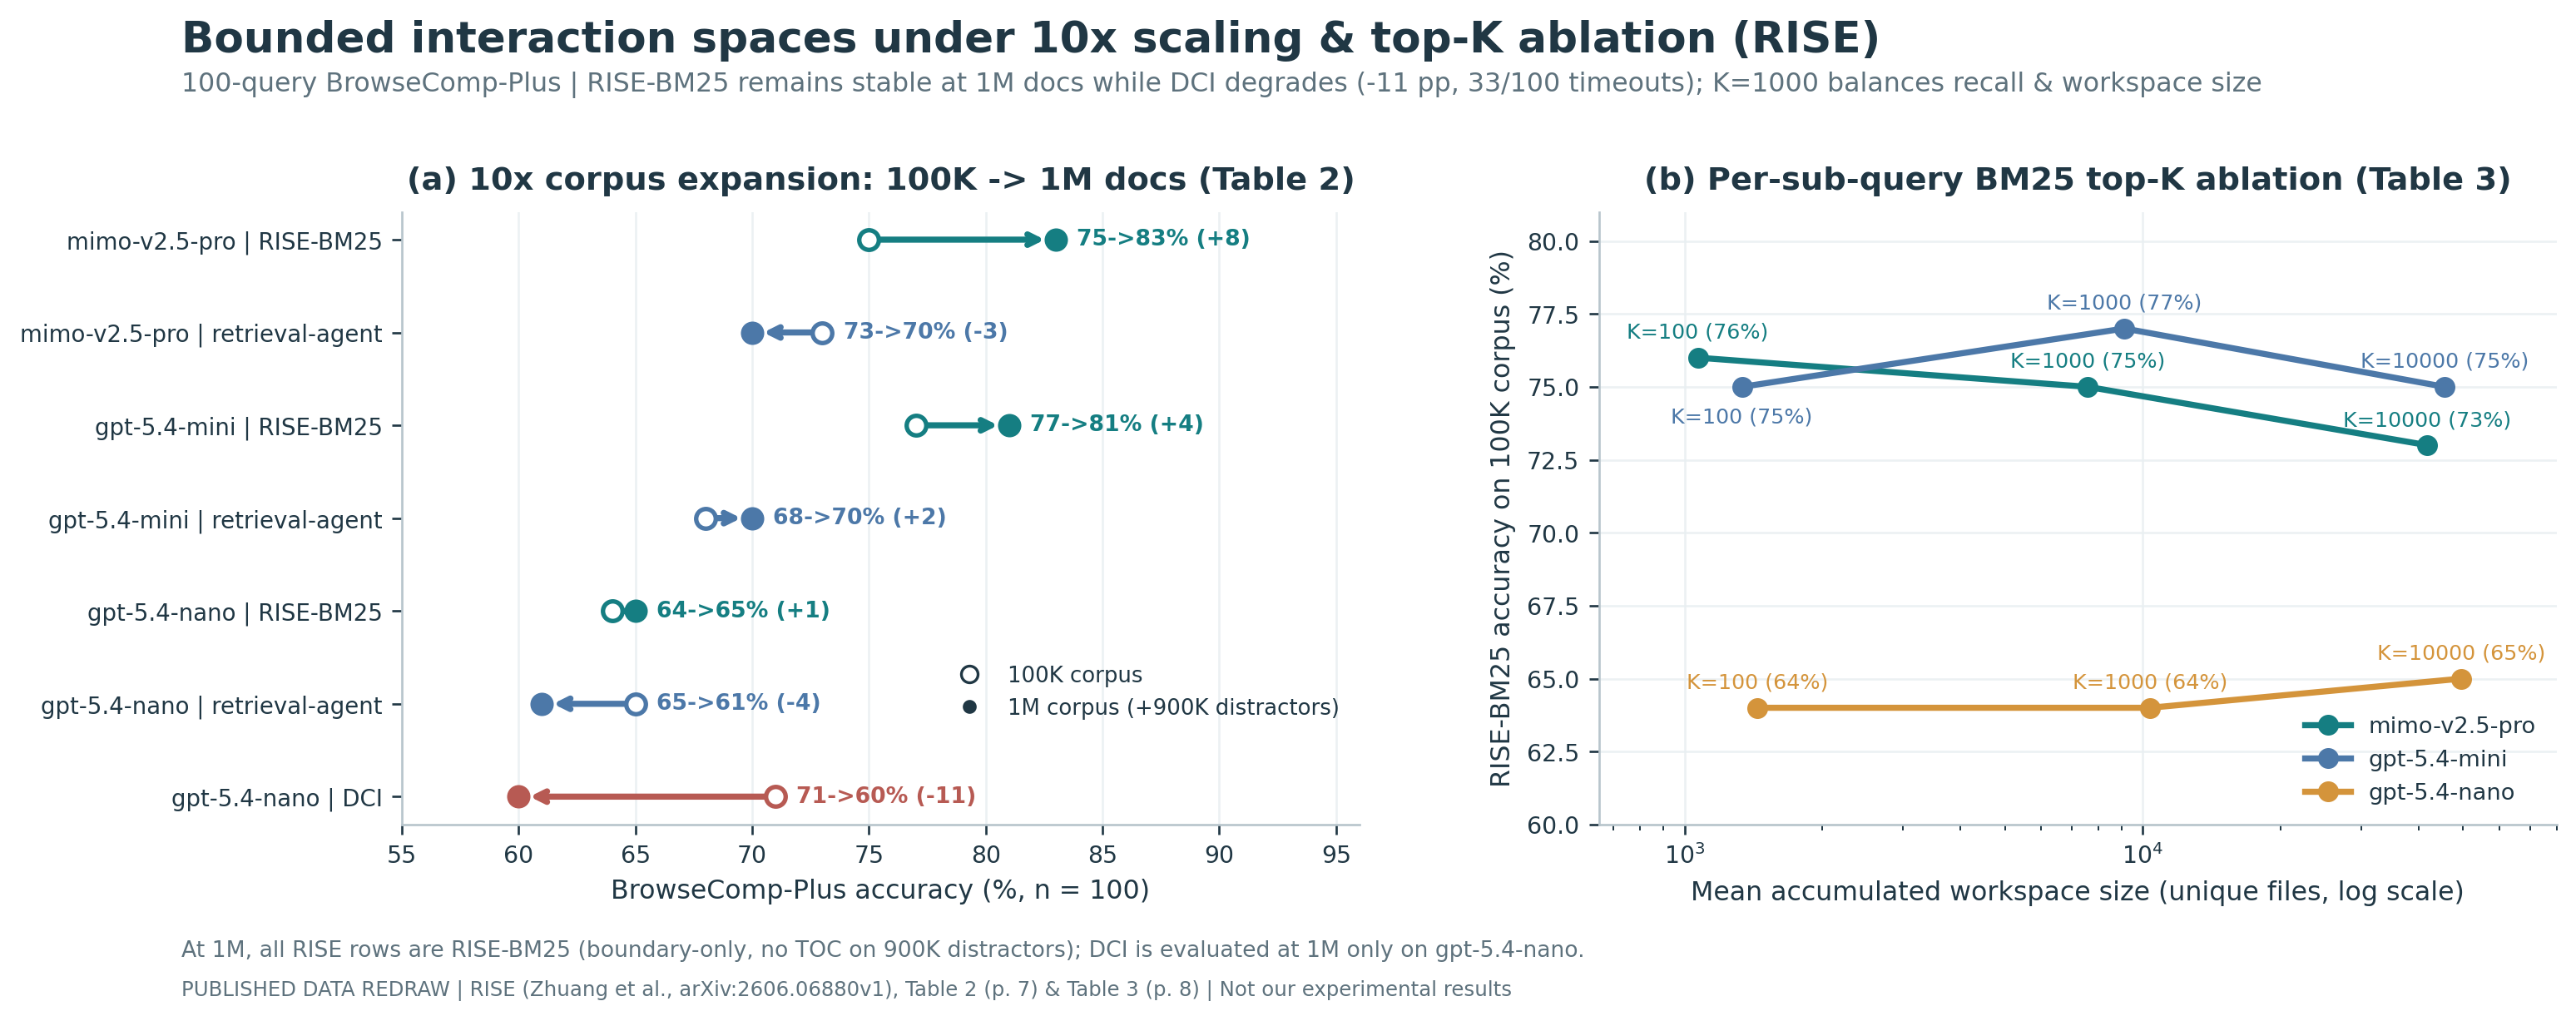 Bounded interaction spaces under 10x scaling & top-K ablation (RISE)
100-query BrowseComp-Plus | RISE-BM25 remains stable at 1M docs while DCI degrades (-11 pp, 33/100 timeouts); K=1000 balances recall & workspace size
(a) 10x corpus expansion: 100K -> 1M docs (Table 2)
mimo-v2.5-pro | RISE-BM25
75->83% (+8)
mimo-v2.5-pro | retrieval-agent
73->70% (-3)
gpt-5.4-mini | RISE-BM25
77->81% (+4)
gpt-5.4-mini | retrieval-agent
68->70% (+2)
gpt-5.4-nano | RISE-BM25
64->65% (+1)
gpt-5.4-nano | retrieval-agent
65->61% (-4)
gpt-5.4-nano | DCI
71->60% (-11)
100K corpus
1M corpus (+900K distractors)
55 60 65 70 75 80 85 90 95
BrowseComp-Plus accuracy (%, n = 100)
(b) Per-sub-query BM25 top-K ablation (Table 3)
RISE-BM25 accuracy on 100K corpus (%)
80.0
77.5
75.0
72.5
70.0
67.5
65.0
62.5
60.0
K=100 (76%)
K=1000 (75%)
K=10000 (73%)
K=100 (75%)
K=1000 (77%)
K=10000 (75%)
K=100 (64%)
K=1000 (64%)
K=10000 (65%)
mimo-v2.5-pro
gpt-5.4-mini
gpt-5.4-nano
10³ 10⁴
Mean accumulated workspace size (unique files, log scale)
At 1M, all RISE rows are RISE-BM25 (boundary-only, no TOC on 900K distractors); DCI is evaluated at 1M only on gpt-5.4-nano.
PUBLISHED DATA REDRAW | RISE (Zhuang et al., arXiv:2606.06880v1), Table 2 (p. 7) & Table 3 (p. 8) | Not our experimental results